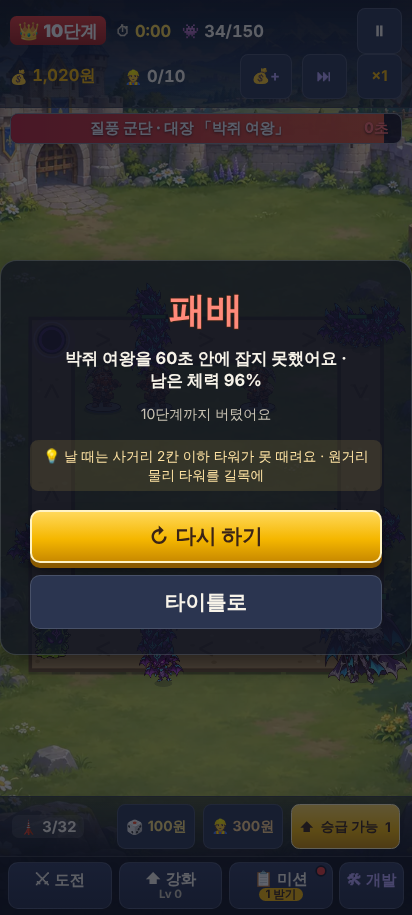 👑 10단계 ⏱ 0:00 👾 34/150 ⏸
💰 1,020원 👷 0/10 💰+ ⏭ ×1
질풍 군단 · 대장 「박쥐 여왕」 0초
패배
박쥐 여왕을 60초 안에 잡지 못했어요 ·
남은 체력 96%
10단계까지 버텼어요
💡 날 때는 사거리 2칸 이하 타워가 못 때려요 · 원거리
물리 타워를 길목에
↻ 다시 하기
타이틀로
🗼 3/32 🎲 100원 👷 300원 ⬆ 승급 가능 1
⚔ 도전 ⬆ 강화 📋 미션 🛠 개발
Lv 0 1 받기